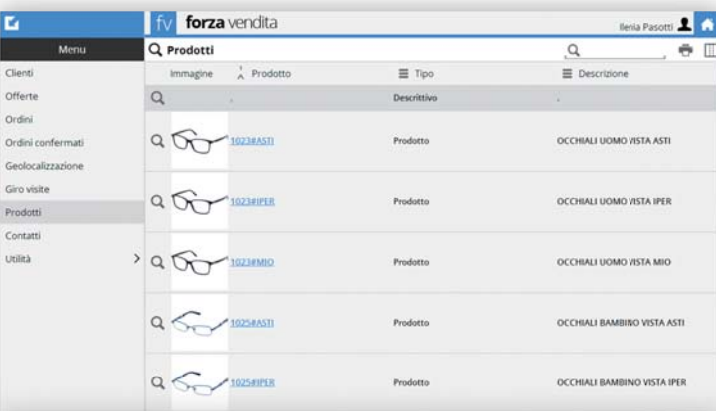 fv forza vendita
Ilenia Pasotti
Menu
Prodotti
Clienti
Offerte
Ordini
Ordini confermati
Geolocalizzazione
Giro visite
Prodotti
Contatti
Utilità
Immagine 1 Prodotto Tipo Descrizione
. Descrittivo .
1023#ASTI Prodotto OCCHIALI UOMO VISTA ASTI
1023#IPER Prodotto OCCHIALI UOMO VISTA IPER
1023#MIO Prodotto OCCHIALI UOMO VISTA MIO
1025#ASTI Prodotto OCCHIALI BAMBINO VISTA ASTI
1025#IPER Prodotto OCCHIALI BAMBINO VISTA IPER